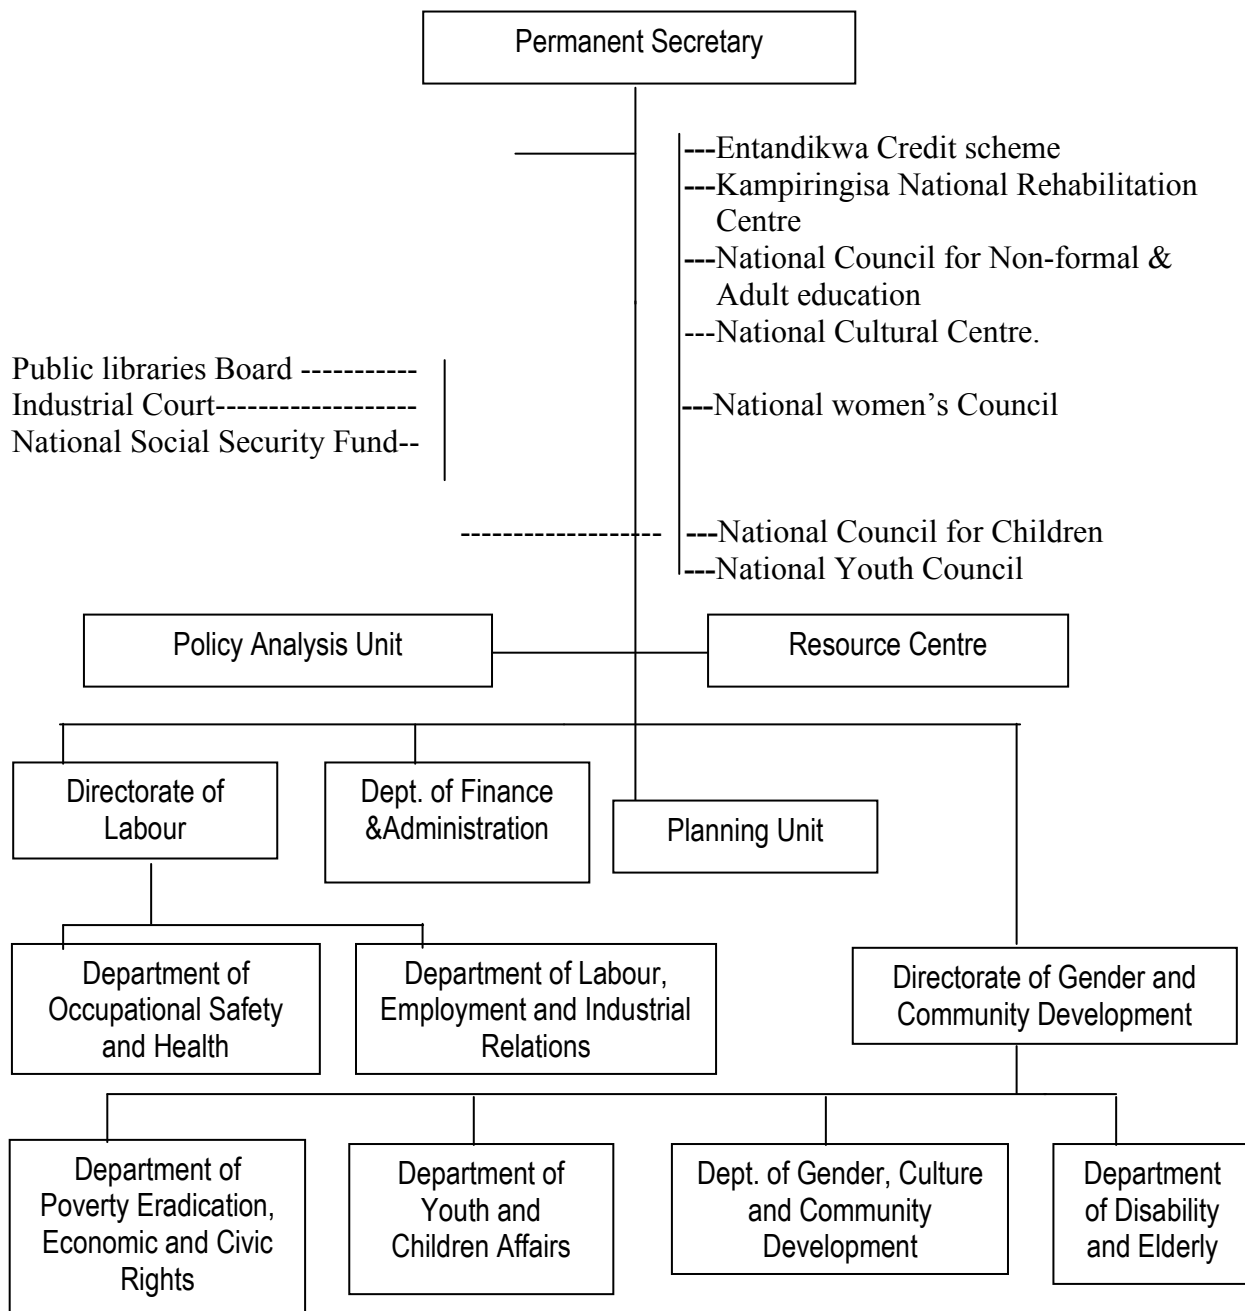 Permanent Secretary
---Entandikwa Credit scheme
---Kampiringisa National Rehabilitation
Centre
---National Council for Non-formal &
Adult education
---National Cultural Centre.
Public libraries Board -----------
Industrial Court-------------------
National Social Security Fund--
---National women’s Council
------------------- ---National Council for Children
---National Youth Council
Policy Analysis Unit
Resource Centre
Directorate of
Labour
Dept. of Finance
&Administration
Planning Unit
Department of
Occupational Safety
and Health
Department of Labour,
Employment and Industrial
Relations
Directorate of Gender and
Community Development
Department of
Poverty Eradication,
Economic and Civic
Rights
Department of
Youth and
Children Affairs
Dept. of Gender, Culture
and Community
Development
Department
of Disability
and Elderly